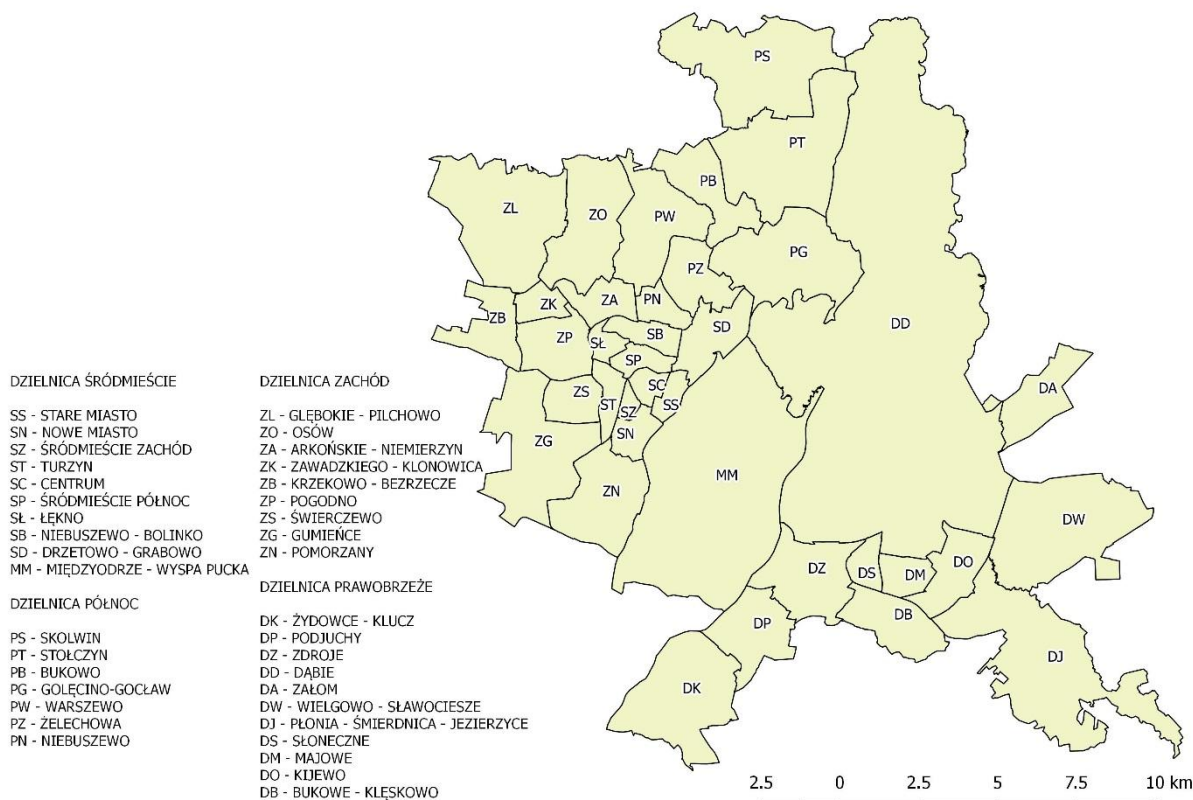 DZIELNICA ŚRÓDMIEŚCIE
SS - STARE MIASTO
SN - NOWE MIASTO
SZ - ŚRÓDMIEŚCIE ZACHÓD
ST - TURZYN
SC - CENTRUM
SP - ŚRÓDMIEŚCIE PÓŁNOC
SŁ - ŁĘKNO
SB - NIEBUSZEWO - BOLINKO
SD - DRZETOWO - GRABOWO
MM - MIĘDZYODRZE - WYSPA PUCKA
DZIELNICA PÓŁNOC
PS - SKOLWIN
PT - STOŁCZYN
PB - BUKOWO
PG - GOLĘCINO-GOCŁAW
PW - WARSZEWO
PZ - ŻELECHOWA
PN - NIEBUSZEWO
DZIELNICA ZACHÓD
ZL - GŁĘBOKIE - PILCHOWO
ZO - OSÓW
ZA - ARKOŃSKIE - NIEMIERZYN
ZK - ZAWADZKIEGO - KLONOWICA
ZB - KRZEKOWO - BEZRZECZE
ZP - POGODNO
ZS - ŚWIERCZEWO
ZG - GUMIEŃCE
ZN - POMORZANY
DZIELNICA PRAWOBRZEŻE
DK - ŻYDOWCE - KLUCZ
DP - PODJUCHY
DZ - ZDROJE
DD - DĄBIE
DA - ZAŁOM
DW - WIELGOWO - SŁAWOCIESZE
DJ - PŁONIA - ŚMIERDNICA - JEZIERZYCE
DS - SŁONECZNE
DM - MAJOWE
DO - KIJEWO
DB - BUKOWE - KLĘSKOWO
PS
PT
PB
ZL
ZO
PW
PG
PZ
ZK
ZA
PN
ZB
DD
ZP
SŁ
SB
SD
SP
ZS
ST
SC
SS
SZ
SN
DA
ZG
ZN
MM
DW
DZ
DS
DM
DO
DP
DB
DK
DJ
2.5 0 2.5 5 7.5 10 km